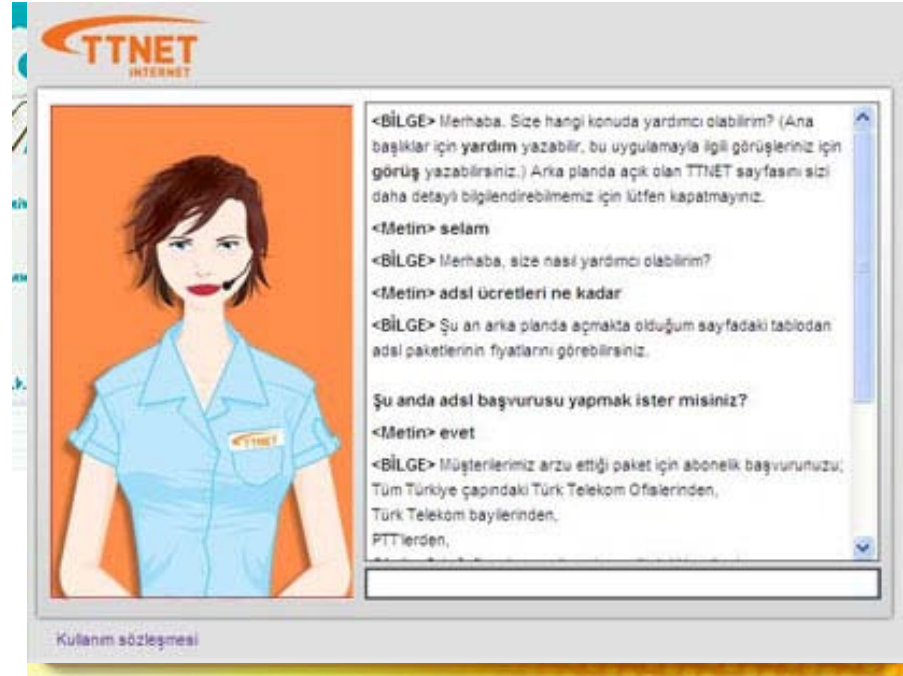 TTNET
INTERNET
<BİLGE> Merhaba. Size hangi konuda yardımcı olabilirim? (Ana
başlıklar için yardım yazabilir, bu uygulamayla ilgili görüşleriniz için
görüş yazabilirsiniz.) Arka planda açık olan TTNET sayfasını sizi
daha detaylı bilgilendirebilmemiz için lütfen kapatmayınız.
<Metin> selam
<BİLGE> Merhaba, size nasıl yardımcı olabilirim?
<Metin> adsl ücretleri ne kadar
<BİLGE> Şu an arka planda açmakta olduğum sayfadaki tablodan
adsl paketlerinin fiyatlarını görebilirsiniz.
Şu anda adsl başvurusu yapmak ister misiniz?
<Metin> evet
<BİLGE> Müşterilerimiz arzu ettiği paket için abonelik başvurunuzu;
Tüm Türkiye çapındaki Türk Telekom Ofislerinden,
Türk Telekom bayilerinden,
PTT'lerden,
TTNET
Kullanım sözleşmesi